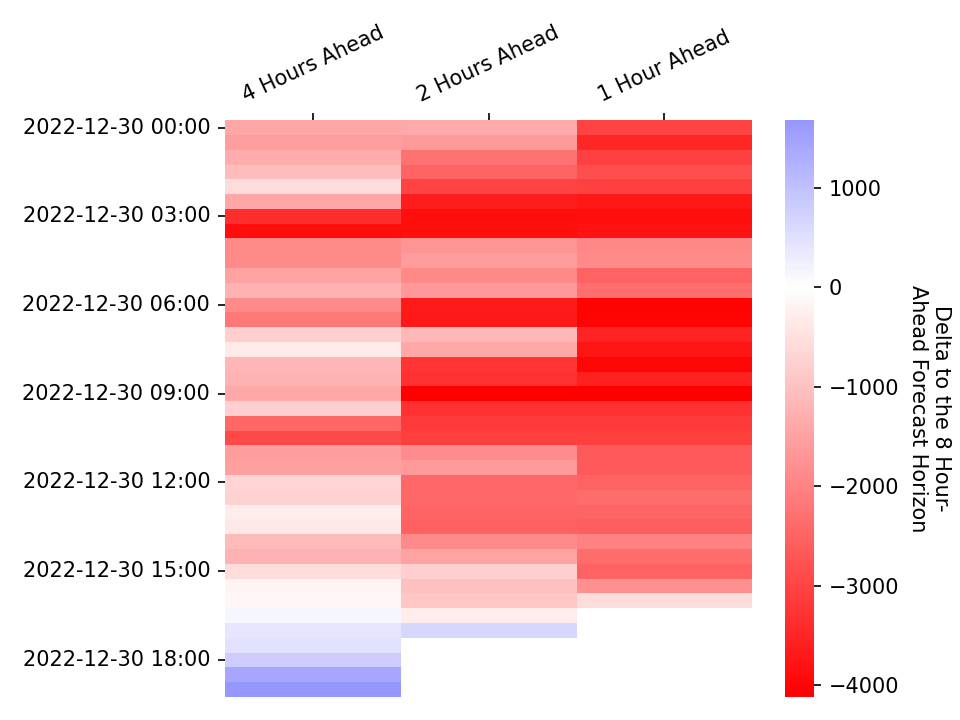 4 Hours Ahead
2 Hours Ahead
1 Hour Ahead
2022-12-30 00:00
2022-12-30 03:00
2022-12-30 06:00
2022-12-30 09:00
2022-12-30 12:00
2022-12-30 15:00
2022-12-30 18:00
1000
0
−1000
−2000
−3000
−4000
Delta to the 8 Hour-
Ahead Forecast Horizon